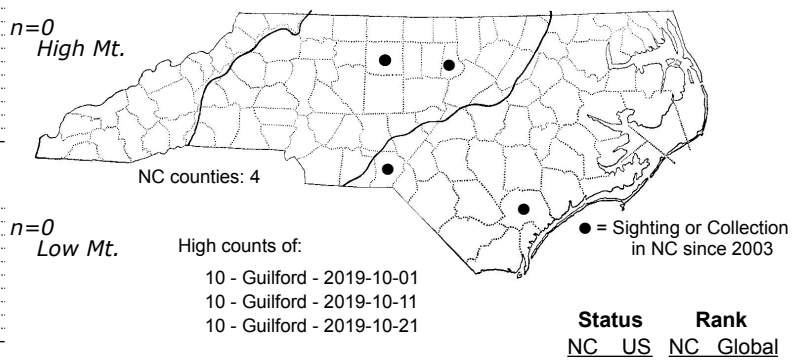 n=0
High Mt.
NC counties: 4
n=0
Low Mt.
High counts of:
10 - Guilford - 2019-10-01
10 - Guilford - 2019-10-11
10 - Guilford - 2019-10-21
● = Sighting or Collection
in NC since 2003
Status Rank
NC US NC Global